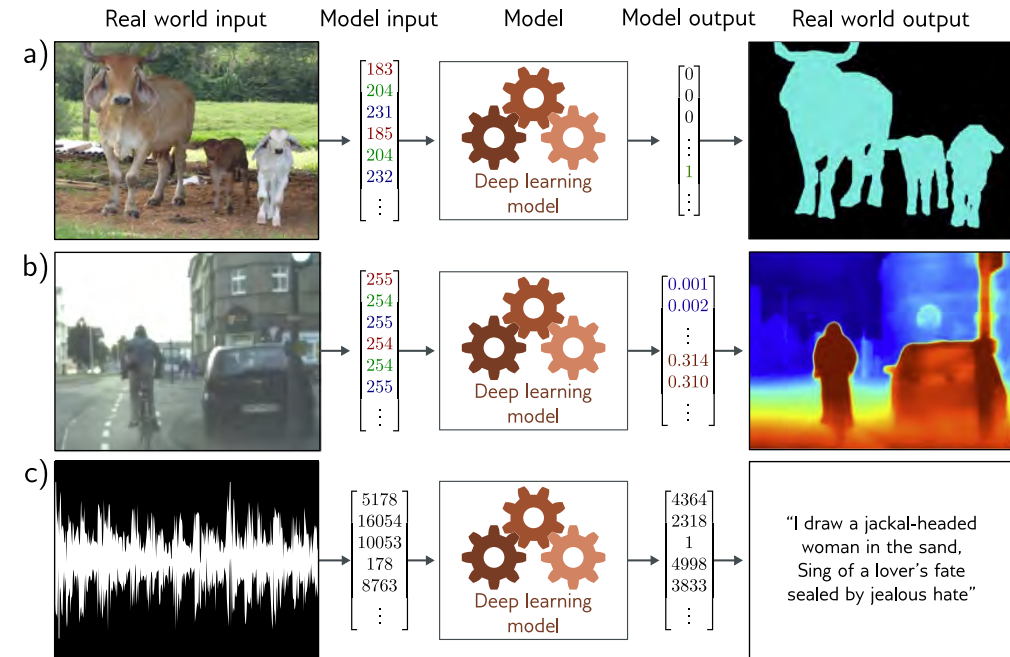 Real world input Model input Model Model output Real world output
a)
183
204
231
185
204
232
⋮
Deep learning
model
0
0
0
⋮
1
⋮
b)
255
254
255
254
254
255
⋮
Deep learning
model
0.001
0.002
⋮
0.314
0.310
⋮
c)
5178
16054
10053
178
8763
⋮
Deep learning
model
4364
2318
1
4998
3833
⋮
“I draw a jackal-headed
woman in the sand,
Sing of a lover’s fate
sealed by jealous hate”